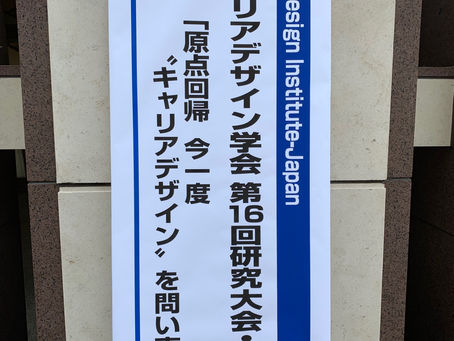 esign Institute-Japan
リアデザイン学会 第16回研究大会・
「原点回帰 今一度
〝キャリアデザイン〟を問い